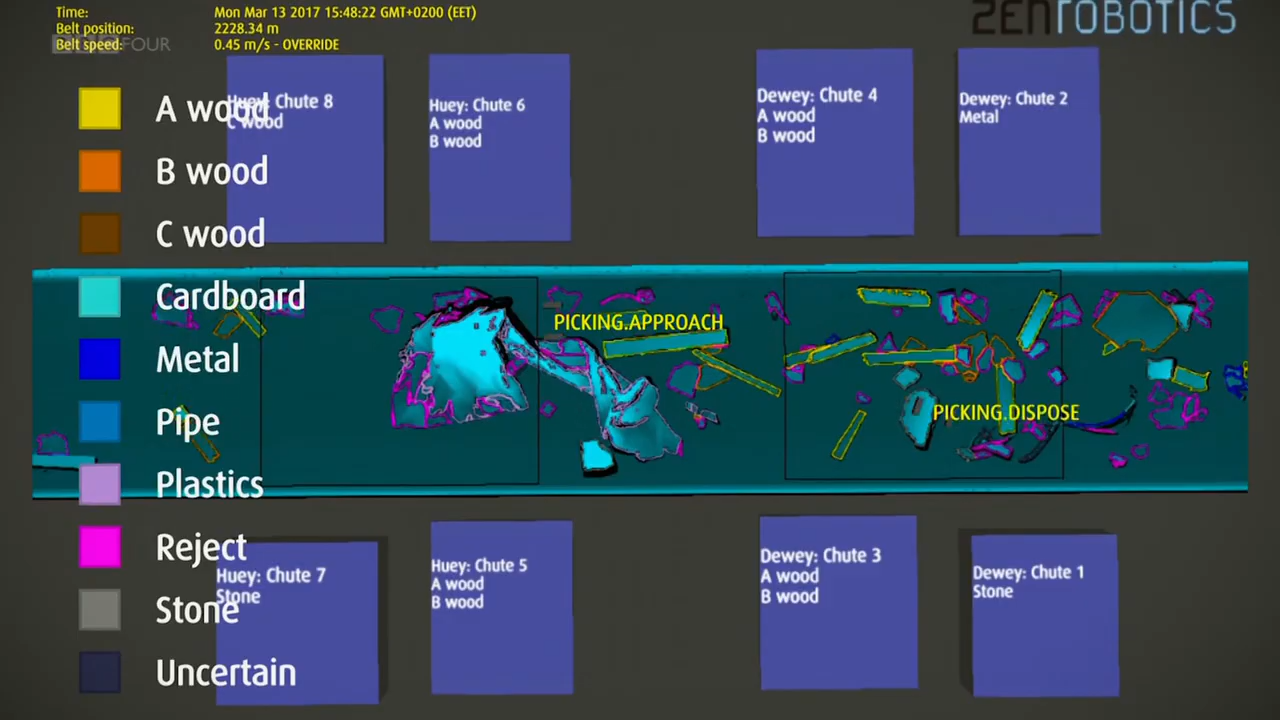 Time: Mon Mar 13 2017 15:48:22 GMT+0200 (EET)
Belt position: 2228.34 m
Belt speed: 0.45 m/s - OVERRIDE
BBC FOUR
ZENROBOTICS
A wood
B wood
C wood
Cardboard
Metal
Pipe
Plastics
Reject
Stone
Uncertain
Huey: Chute 8
C wood
Huey: Chute 6
A wood
B wood
Dewey: Chute 4
A wood
B wood
Dewey: Chute 2
Metal
PICKING.APPROACH
PICKING.DISPOSE
Huey: Chute 7
Stone
Huey: Chute 5
A wood
B wood
Dewey: Chute 3
A wood
B wood
Dewey: Chute 1
Stone